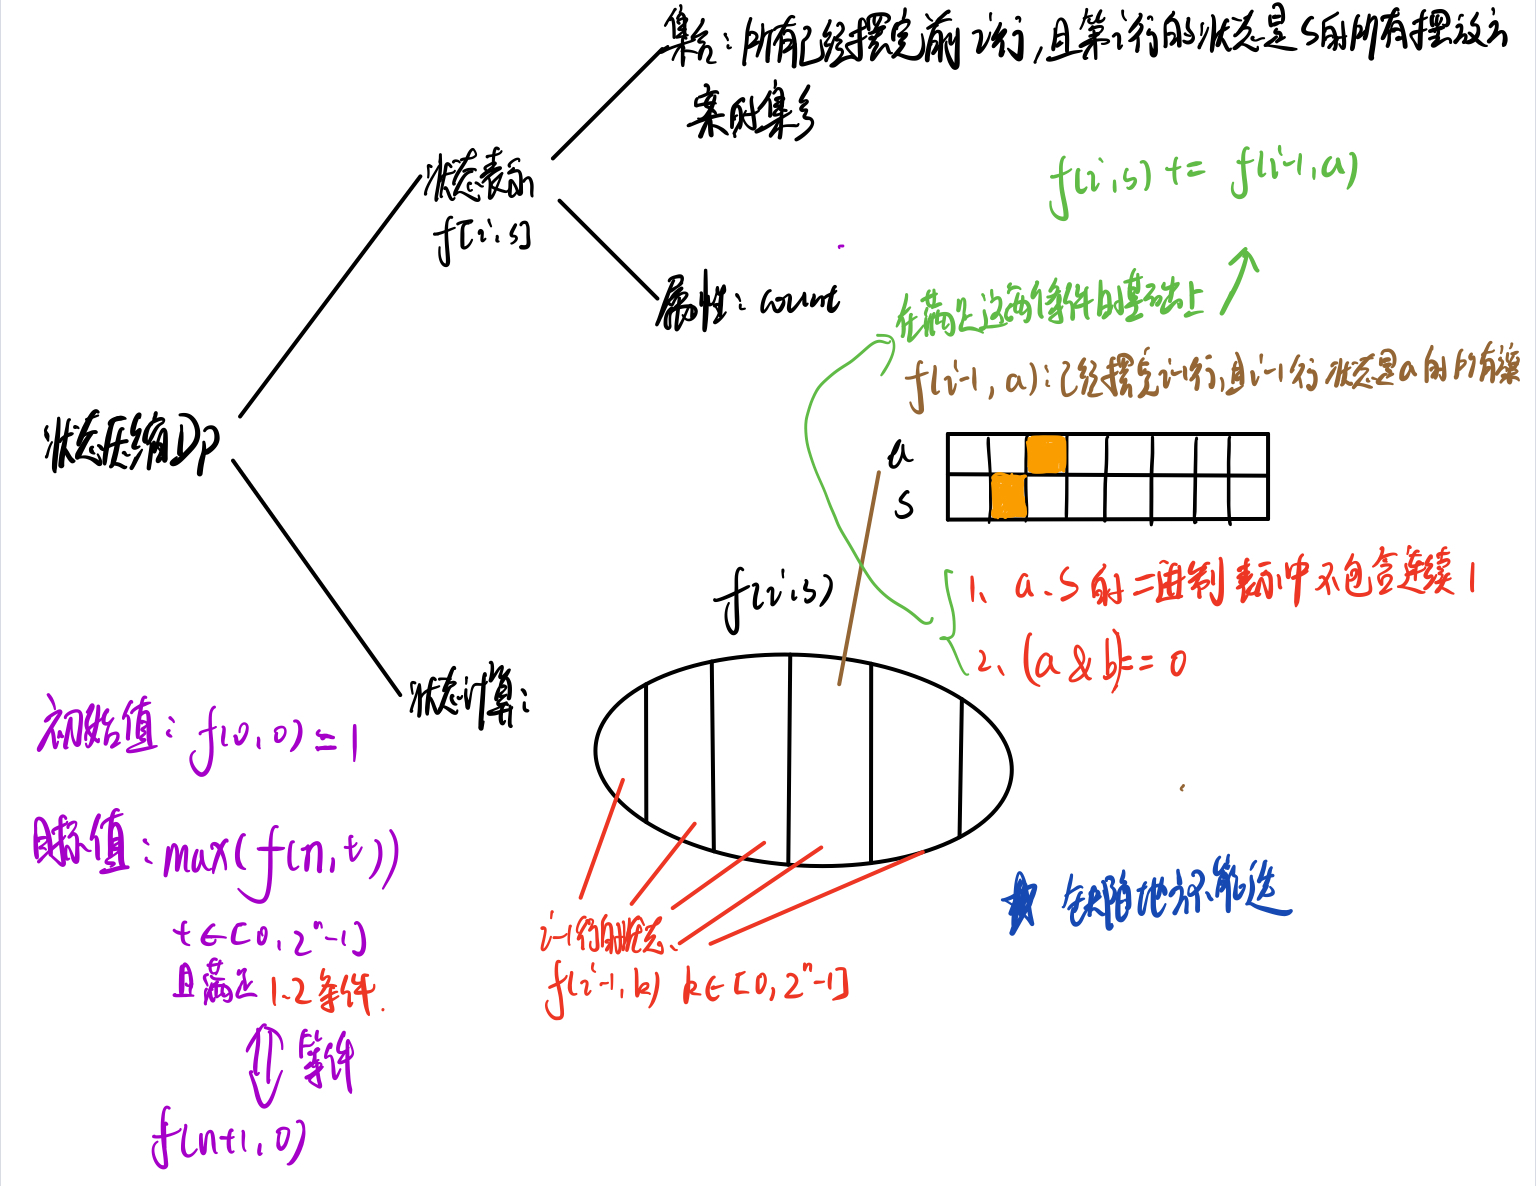 集合：所有已经摆完前i行,且第i行的状态是S的所有摆放方
案的集合
f(i,s) += f(i-1,a)
状态表示
f[i,s]
属性：count
在满足这两个条件的基础上
f(i-1,a)：已经摆完i-1行,且i-1行状态是a的所有方案
状态压缩DP
a
S
f(i,s)
1、a、S的二进制表示中不包含连续1
2、(a & b) == 0
状态计算：
初始值：f(0,0)=1
目标值：max(f(n,t))
t∈[0,2ⁿ-1]
且满足1、2条件.
等价
f(n+1,0)
i-1行的状态、
f(i-1,k) k∈[0,2ⁿ-1]
★ 缺陷地方不能选